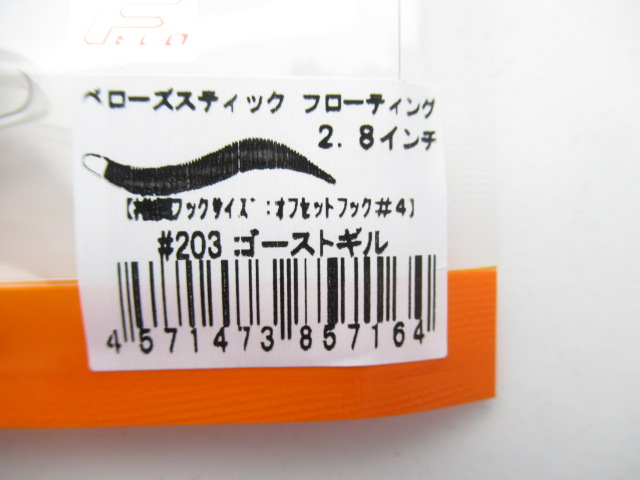 ベローズスティック フローティング
2.8インチ
フックサイズ:オフセットフック#4】
#203:ゴーストギル
4571473857164